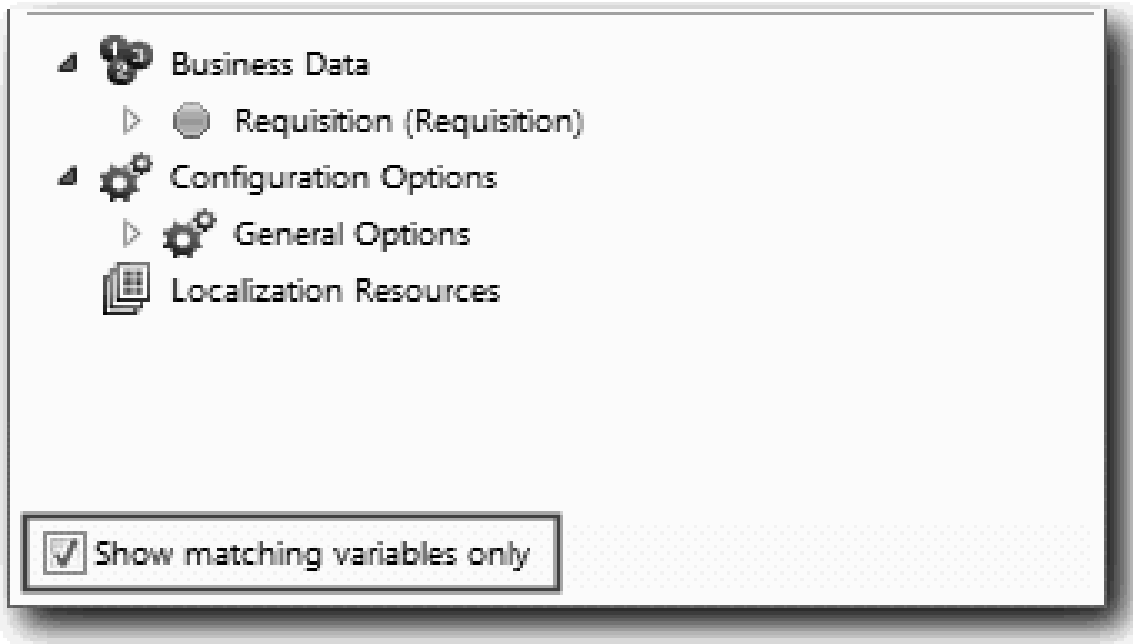 Business Data
Requisition (Requisition)
Configuration Options
General Options
Localization Resources
Show matching variables only